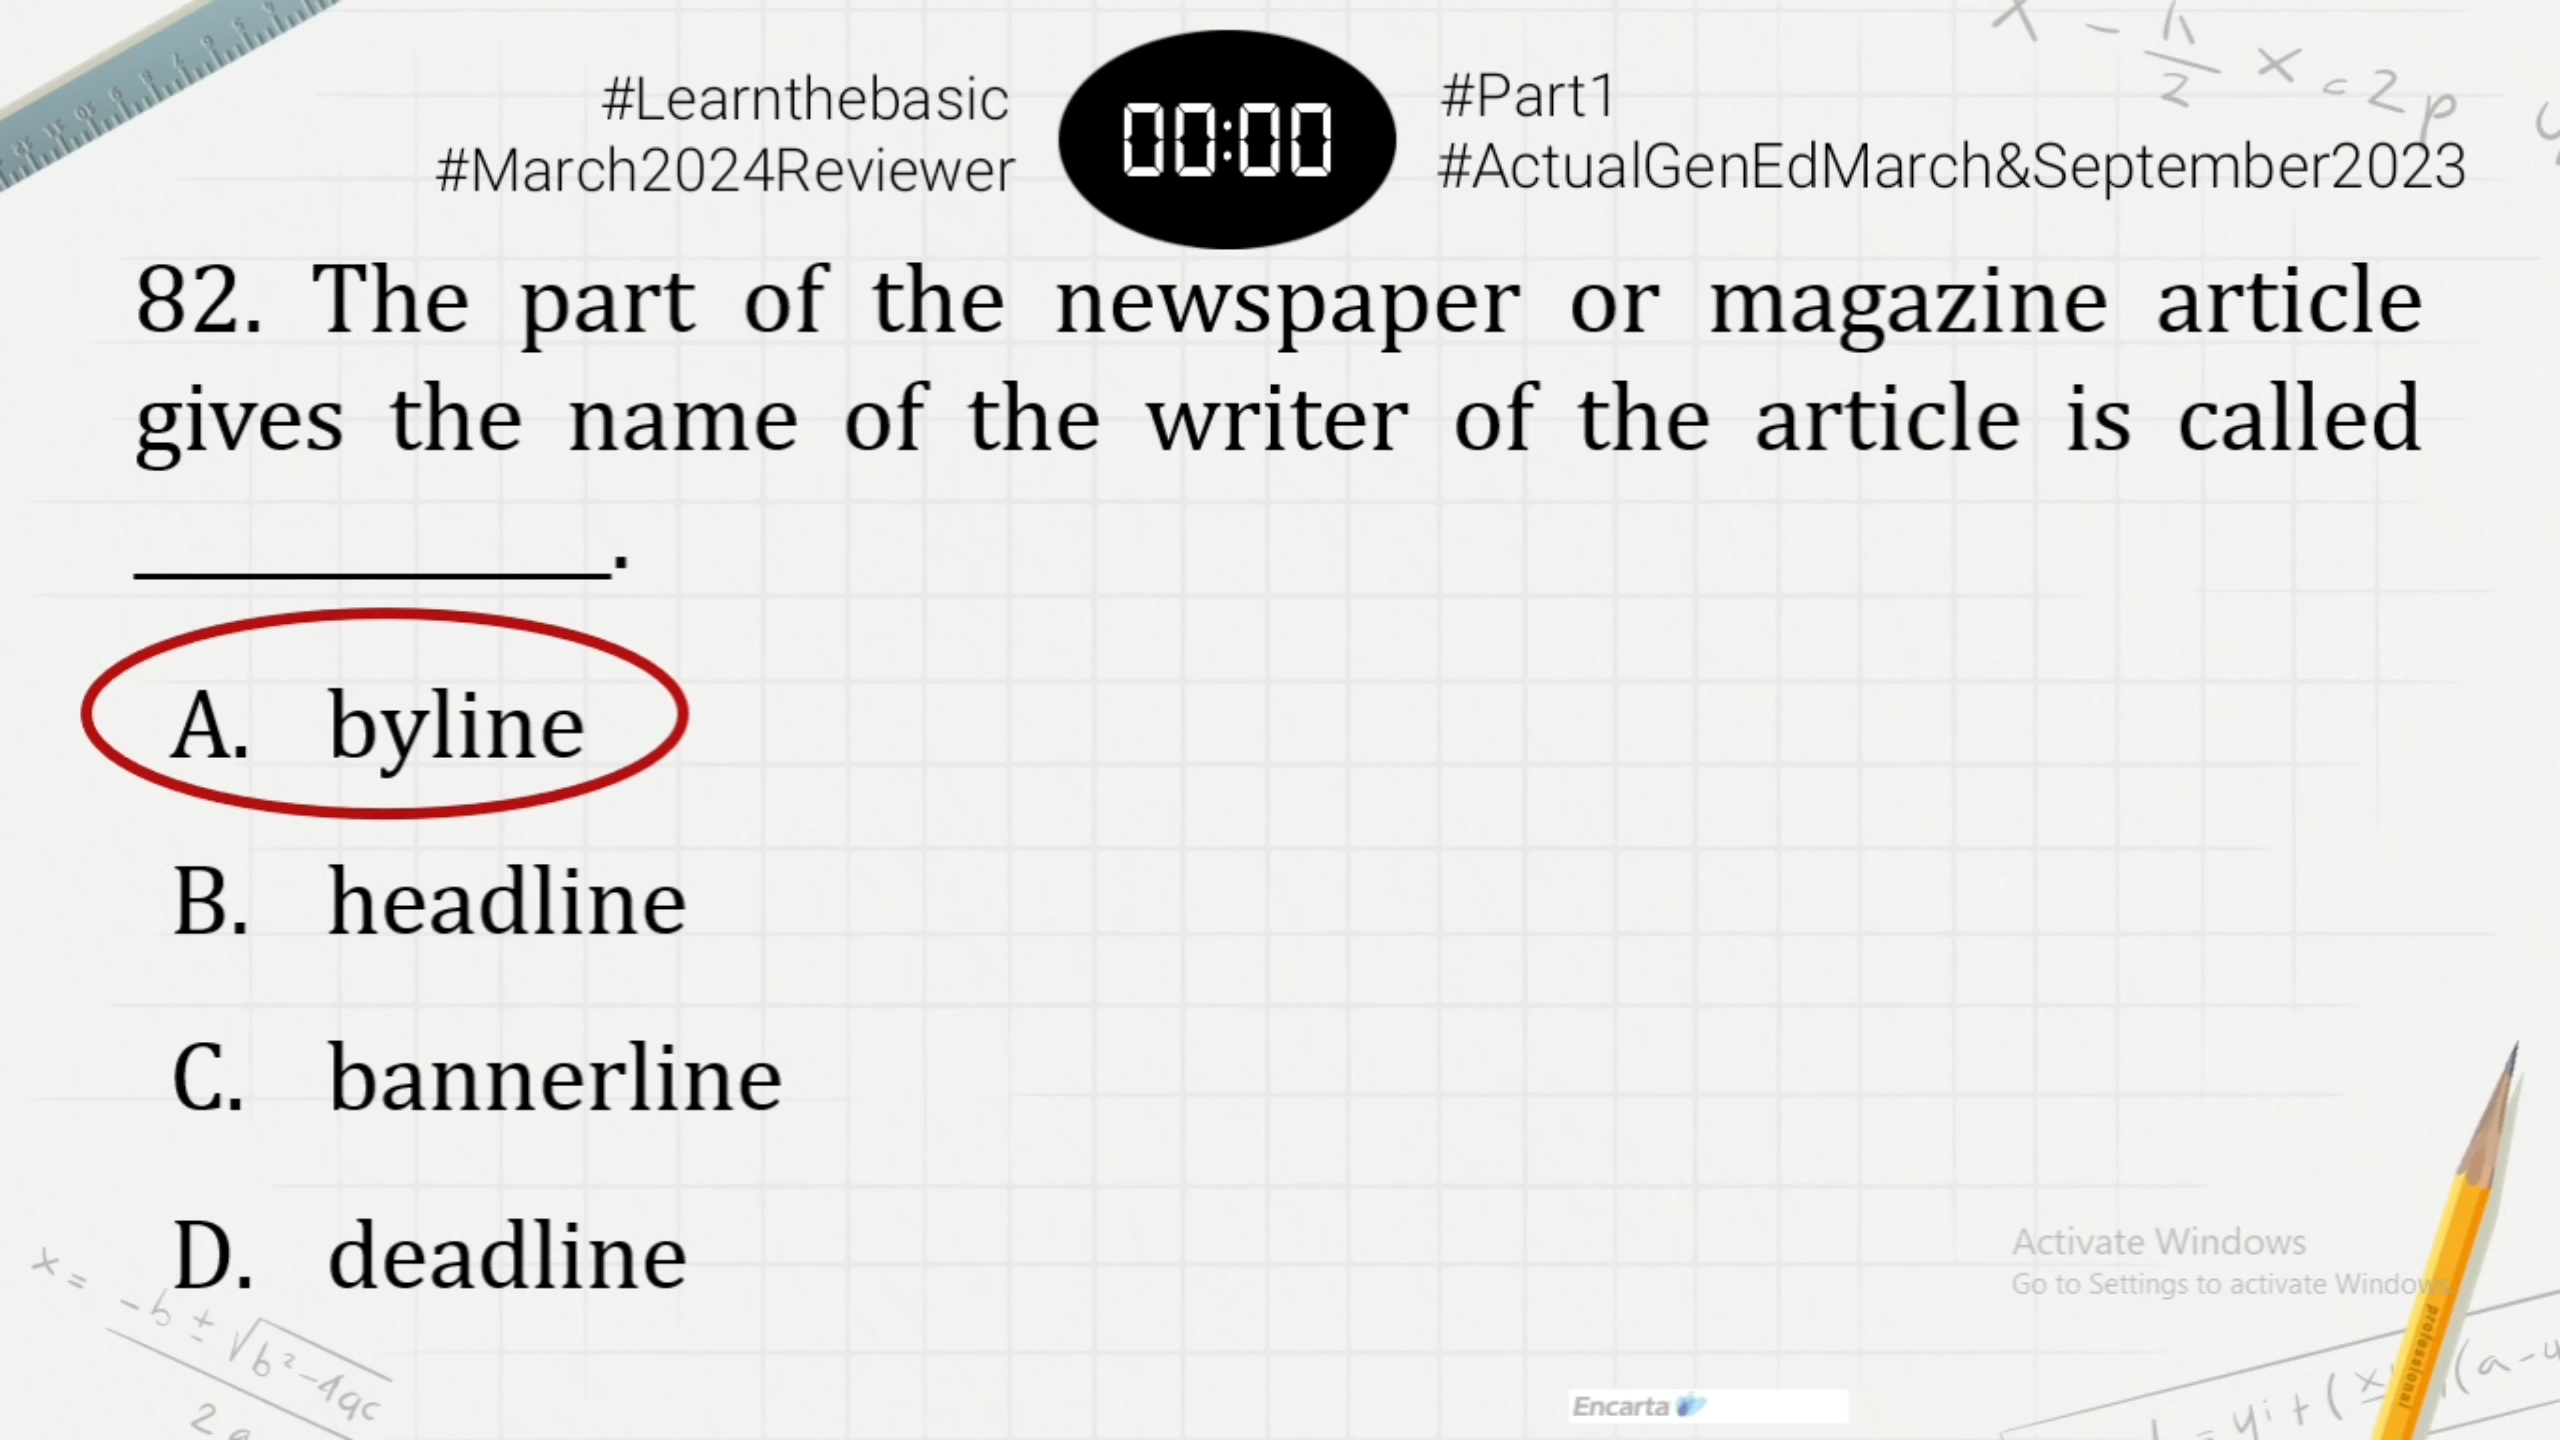 #Learnthebasic
#March2024Reviewer
00:00
#Part1
#ActualGenEdMarch&September2023
82. The part of the newspaper or magazine article
gives the name of the writer of the article is called
____________.
A. byline
B. headline
C. bannerline
D. deadline
Activate Windows
Go to Settings to activate Windows
professional
Encarta